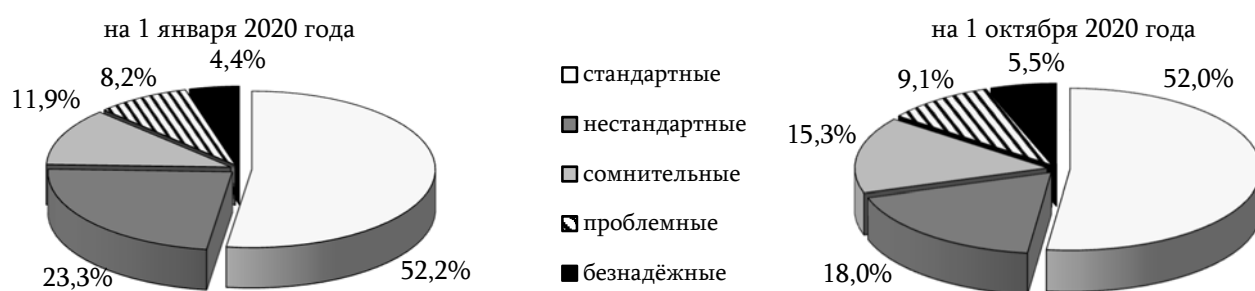 на 1 января 2020 года
4,4%
8,2%
11,9%
23,3%
52,2%
стандартные
нестандартные
сомнительные
проблемные
безнадёжные
на 1 октября 2020 года
5,5%
52,0%
9,1%
15,3%
18,0%